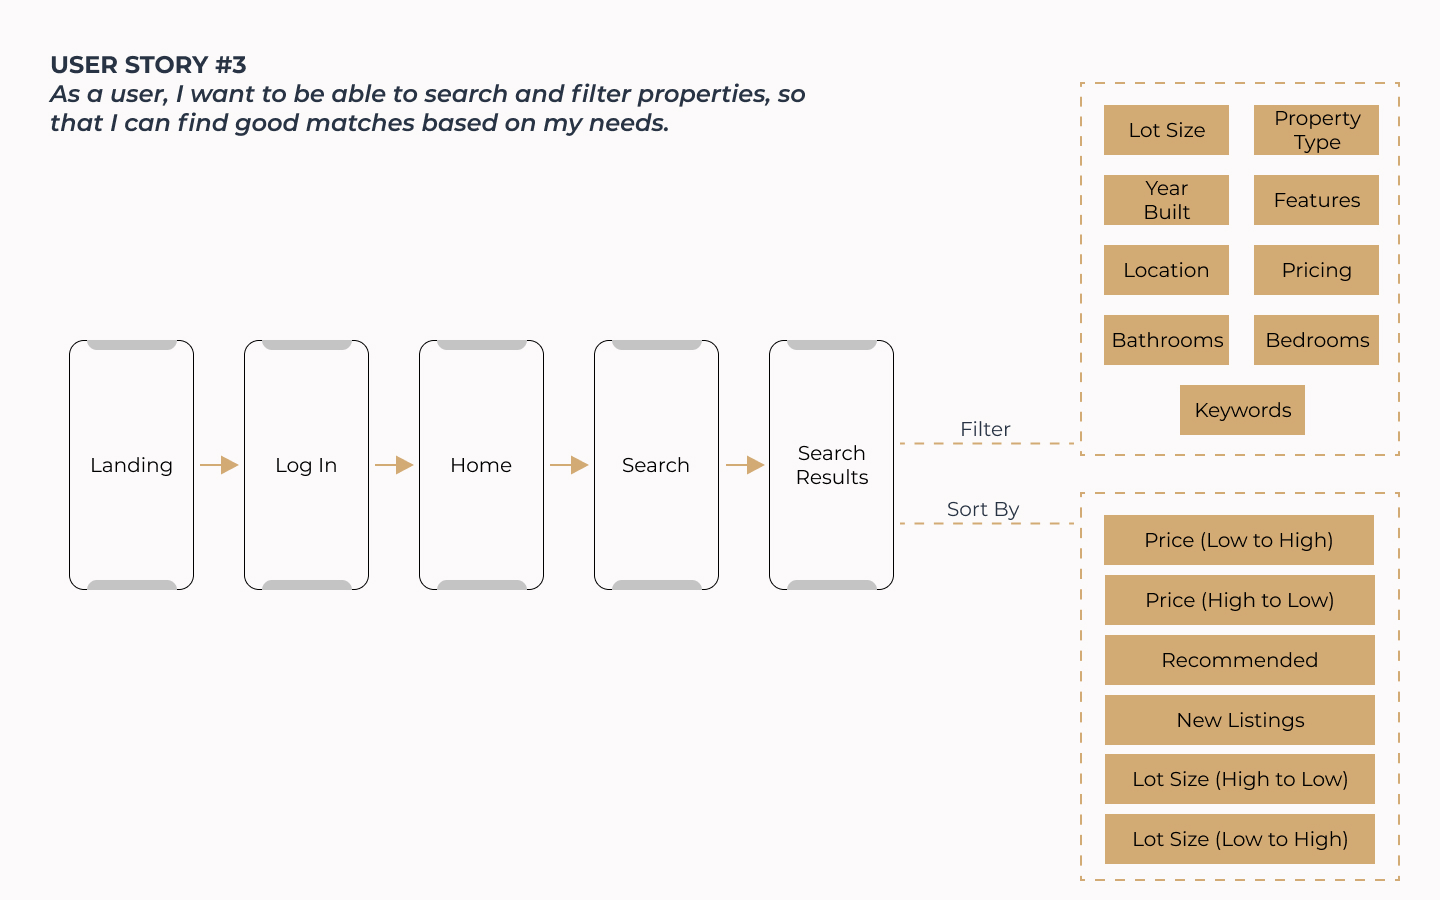 USER STORY #3
As a user, I want to be able to search and filter properties, so
that I can find good matches based on my needs.
Landing
Log In
Home
Search
Search
Results
Filter
Sort By
Lot Size
Property
Type
Year
Built
Features
Location
Pricing
Bathrooms
Bedrooms
Keywords
Price (Low to High)
Price (High to Low)
Recommended
New Listings
Lot Size (High to Low)
Lot Size (Low to High)